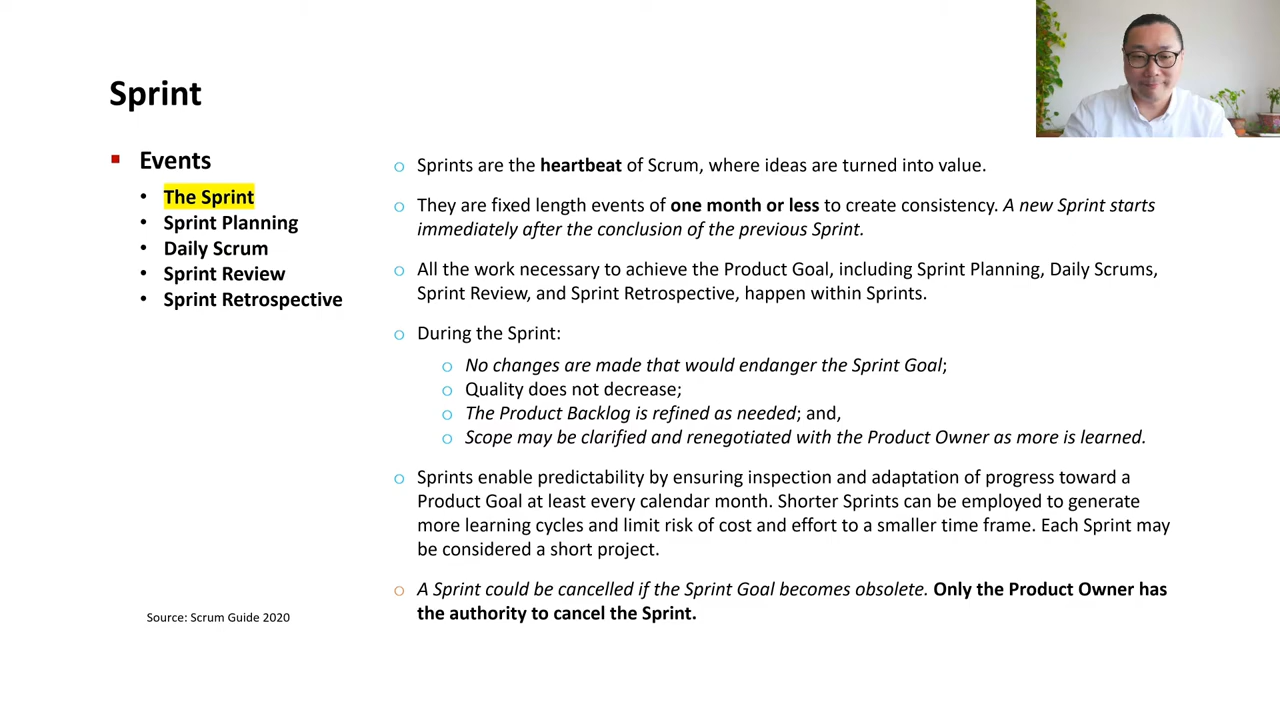 Sprint
Events
The Sprint
Sprint Planning
Daily Scrum
Sprint Review
Sprint Retrospective
Sprints are the heartbeat of Scrum, where ideas are turned into value.
They are fixed length events of one month or less to create consistency. A new Sprint starts
immediately after the conclusion of the previous Sprint.
All the work necessary to achieve the Product Goal, including Sprint Planning, Daily Scrums,
Sprint Review, and Sprint Retrospective, happen within Sprints.
During the Sprint:
No changes are made that would endanger the Sprint Goal;
Quality does not decrease;
The Product Backlog is refined as needed; and,
Scope may be clarified and renegotiated with the Product Owner as more is learned.
Sprints enable predictability by ensuring inspection and adaptation of progress toward a
Product Goal at least every calendar month. Shorter Sprints can be employed to generate
more learning cycles and limit risk of cost and effort to a smaller time frame. Each Sprint may
be considered a short project.
A Sprint could be cancelled if the Sprint Goal becomes obsolete. Only the Product Owner has
the authority to cancel the Sprint.
Source: Scrum Guide 2020